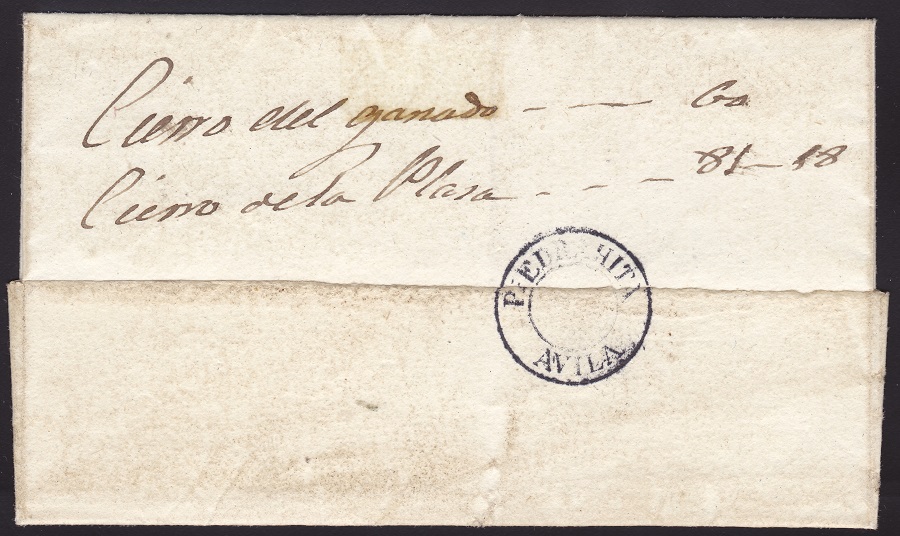 Cierro del ganado - - — 60
Cierro de la Plasa - - - — 81 — 18
PIEDRAHITA
AVILA